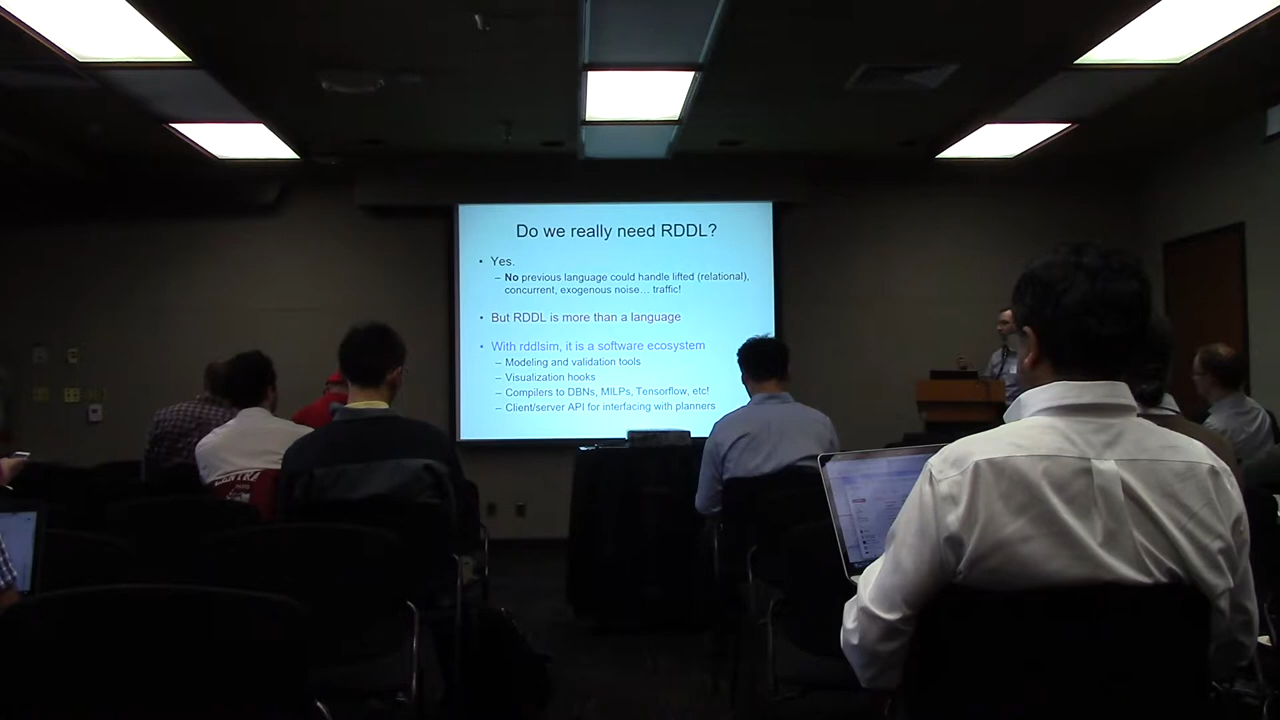 Do we really need RDDL?
• Yes.
– No previous language could handle lifted (relational),
concurrent, exogenous noise… traffic!
• But RDDL is more than a language
• With rddlsim, it is a software ecosystem
– Modeling and validation tools
– Visualization hooks
– Compilers to DBNs, MILPs, Tensorflow, etc!
– Client/server API for interfacing with planners